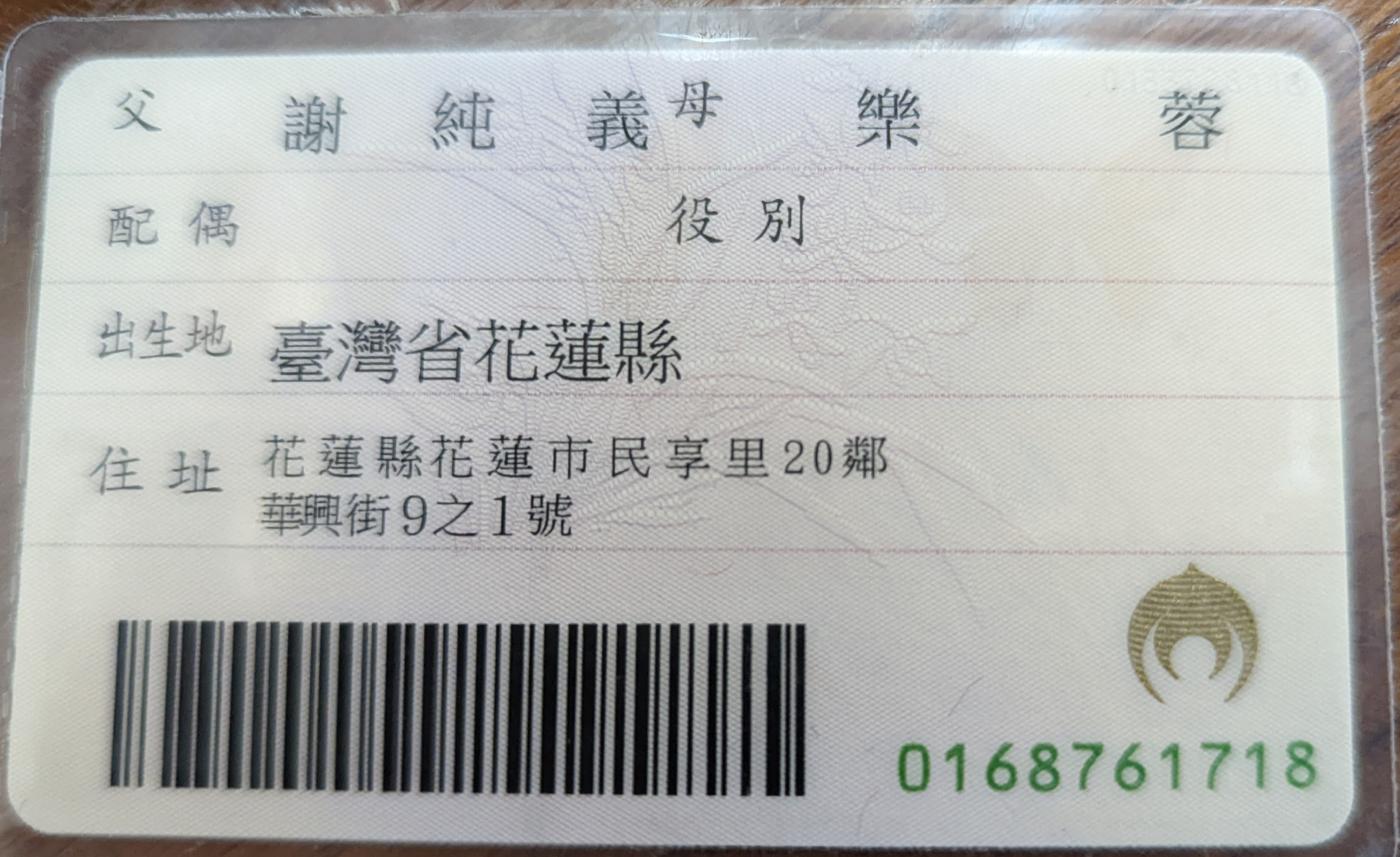 父 謝純義 母 樂蓉
配偶 役別
出生地 臺灣省花蓮縣
住址 花蓮縣花蓮市民享里20鄰
華興街9之1號
0168761718